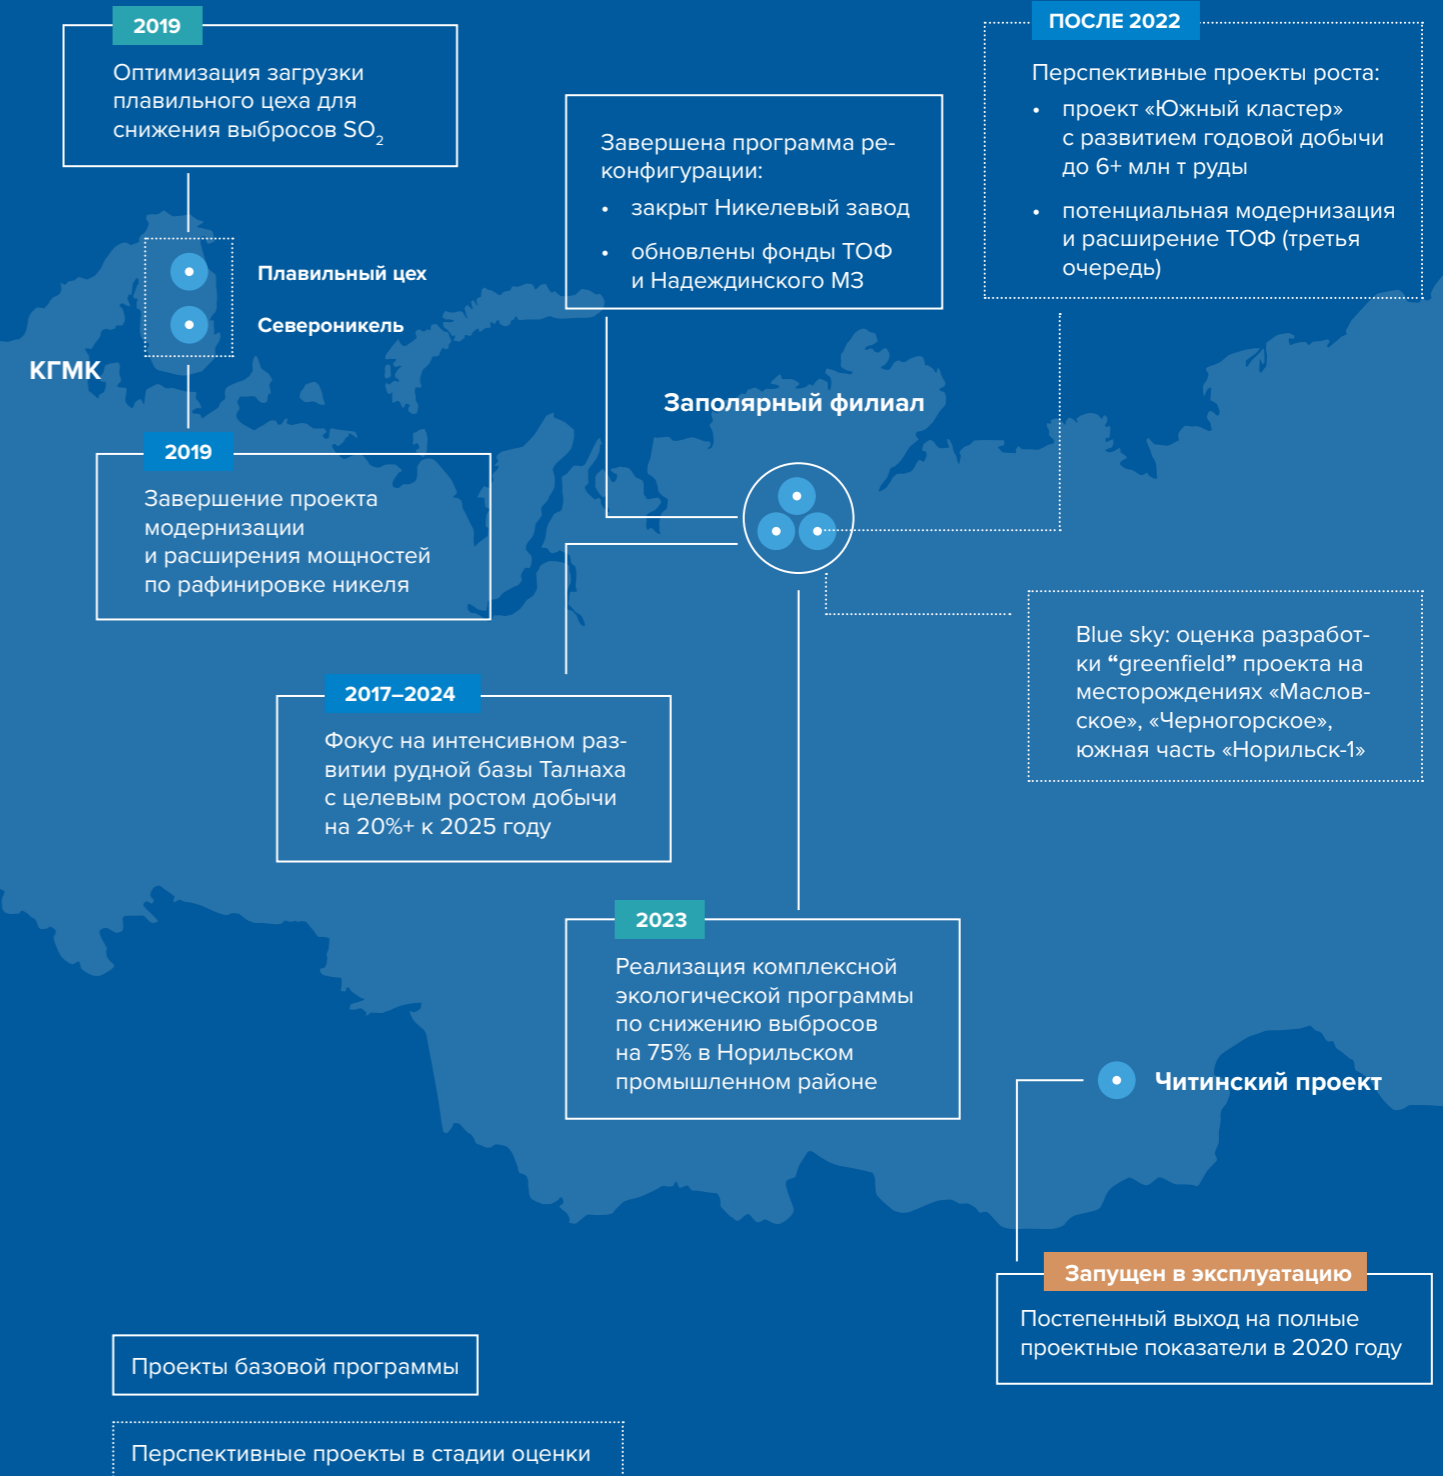 2019
Оптимизация загрузки
плавильного цеха для
снижения выбросов SO₂
Плавильный цех
Североникель
КГМК
2019
Завершение проекта
модернизации
и расширения мощностей
по рафинировке никеля
Завершена программа ре-
конфигурации:
• закрыт Никелевый завод
• обновлены фонды ТОФ
и Надеждинского МЗ
ПОСЛЕ 2022
Перспективные проекты роста:
• проект «Южный кластер»
с развитием годовой добычи
до 6+ млн т руды
• потенциальная модернизация
и расширение ТОФ (третья
очередь)
Заполярный филиал
Blue sky: оценка разработ-
ки “greenfield” проекта на
месторождениях «Маслов-
ское», «Черногорское»,
южная часть «Норильск-1»
2017–2024
Фокус на интенсивном раз-
витии рудной базы Талнаха
с целевым ростом добычи
на 20%+ к 2025 году
2023
Реализация комплексной
экологической программы
по снижению выбросов
на 75% в Норильском
промышленном районе
Читинский проект
Запущен в эксплуатацию
Постепенный выход на полные
проектные показатели в 2020 году
Проекты базовой программы
Перспективные проекты в стадии оценки